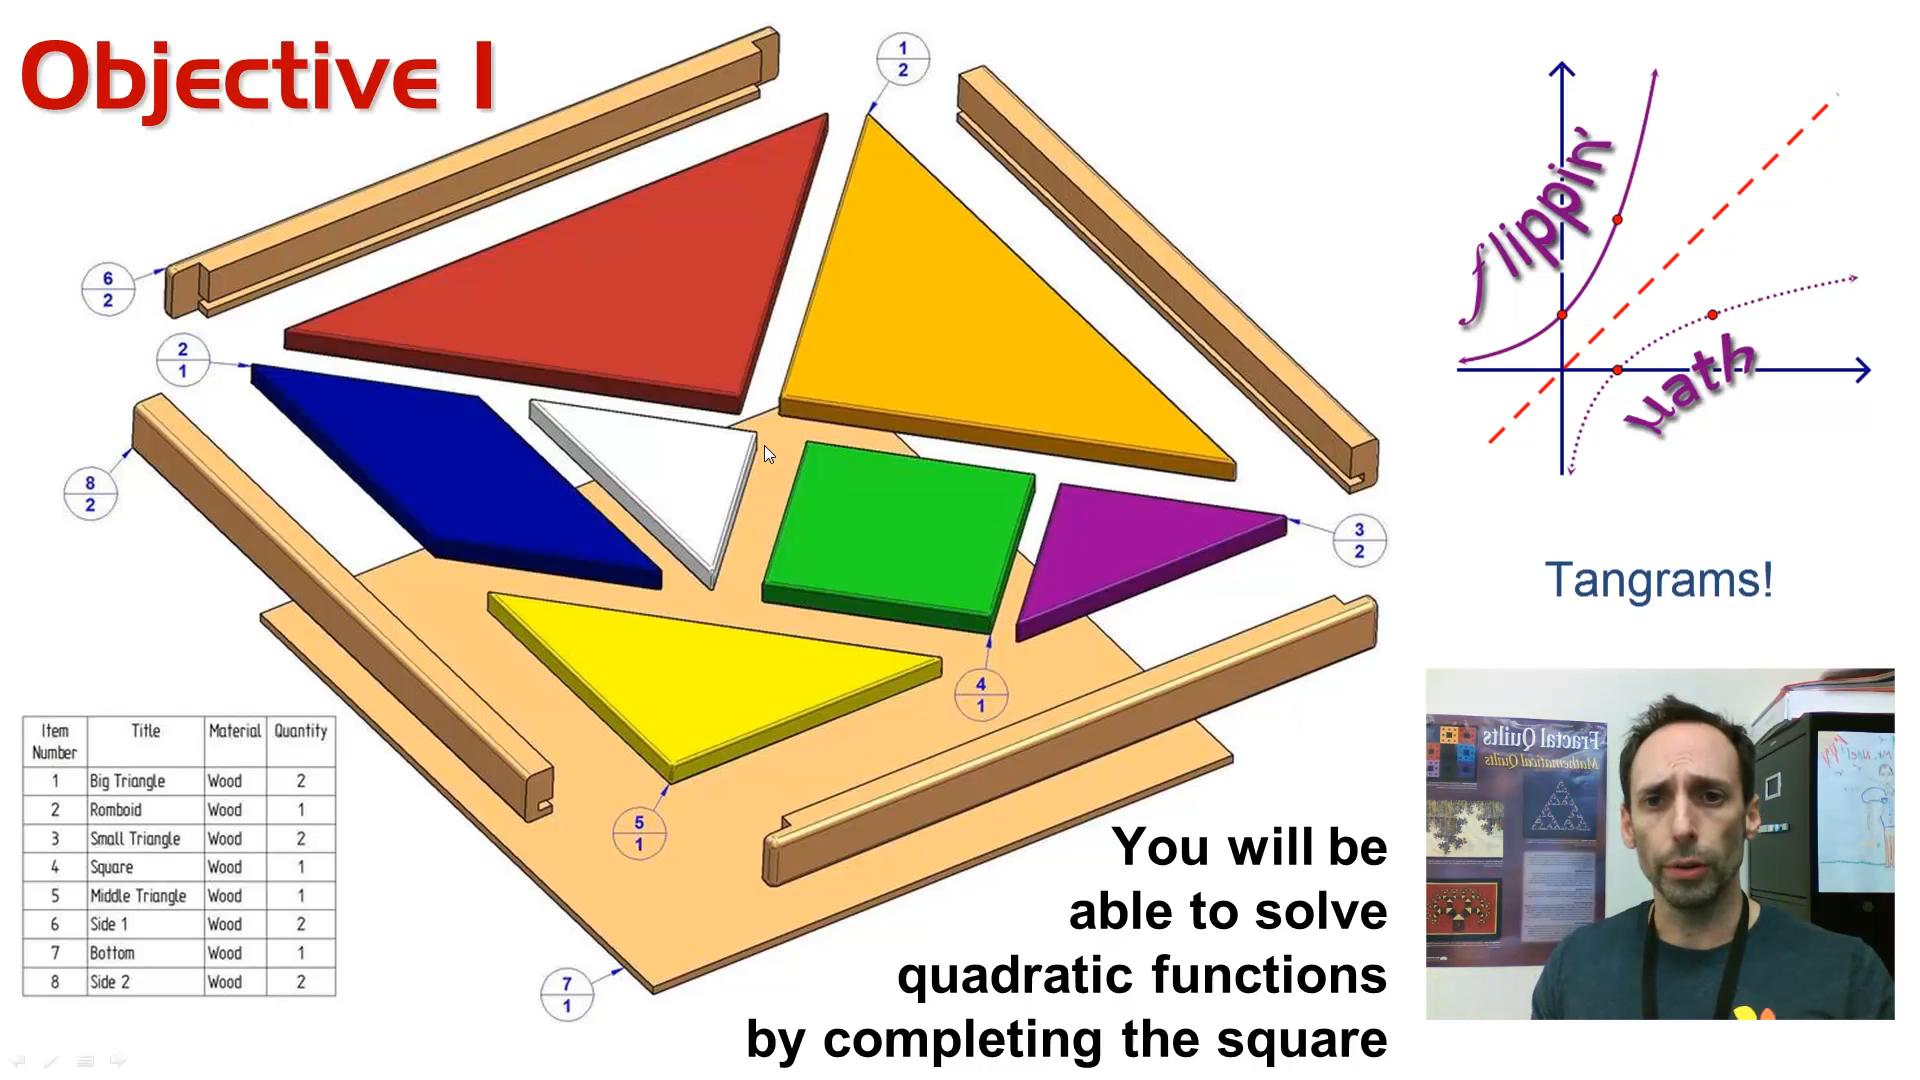 Objective 1
1
2
6
2
2
1
8
2
3
2
4
1
5
1
7
1
flippin'
math
Tangrams!
Item Number Title Material Quantity
1 Big Triangle Wood 2
2 Romboid Wood 1
3 Small Triangle Wood 2
4 Square Wood 1
5 Middle Triangle Wood 1
6 Side 1 Wood 2
7 Bottom Wood 1
8 Side 2 Wood 2
You will be
able to solve
quadratic functions
by completing the square
Fractal Quilts
Mathematical Quilts